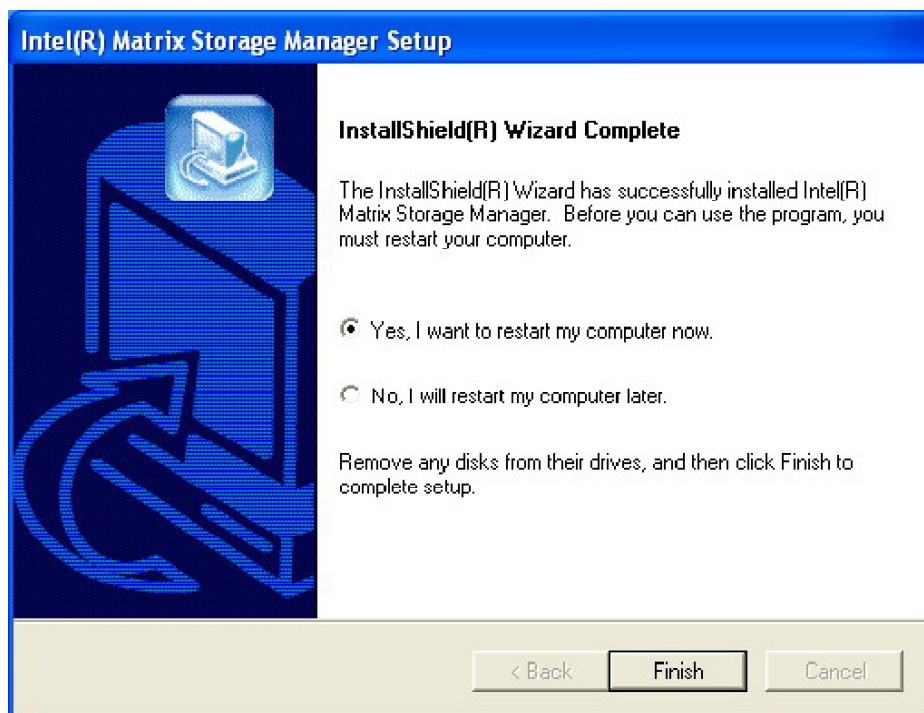 Intel(R) Matrix Storage Manager Setup
InstallShield(R) Wizard Complete
The InstallShield(R) Wizard has successfully installed Intel(R)
Matrix Storage Manager. Before you can use the program, you
must restart your computer.
Yes, I want to restart my computer now.
No, I will restart my computer later.
Remove any disks from their drives, and then click Finish to
complete setup.
< Back
Finish
Cancel